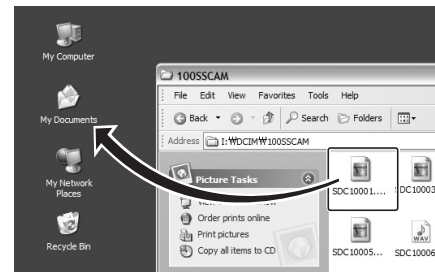 My Computer
My Documents
My Network
Places
Recycle Bin
100SSCAM
File Edit View Favorites Tools Help
Back Search Folders
Address I:₩DCIM₩100SSCAM
Picture Tasks
Order prints online
Print pictures
Copy all items to CD
SDC10001....
DC10003
SDC10005...
SDC10006
WAV